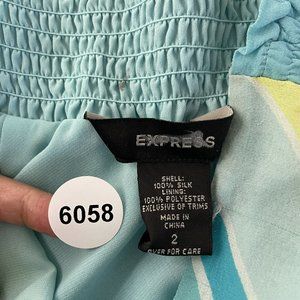 EXPRESS
SHELL:
100% SILK
LINING:
100% POLYESTER
EXCLUSIVE OF TRIMS
MADE IN
CHINA
2
OVER FOR CARE
6058